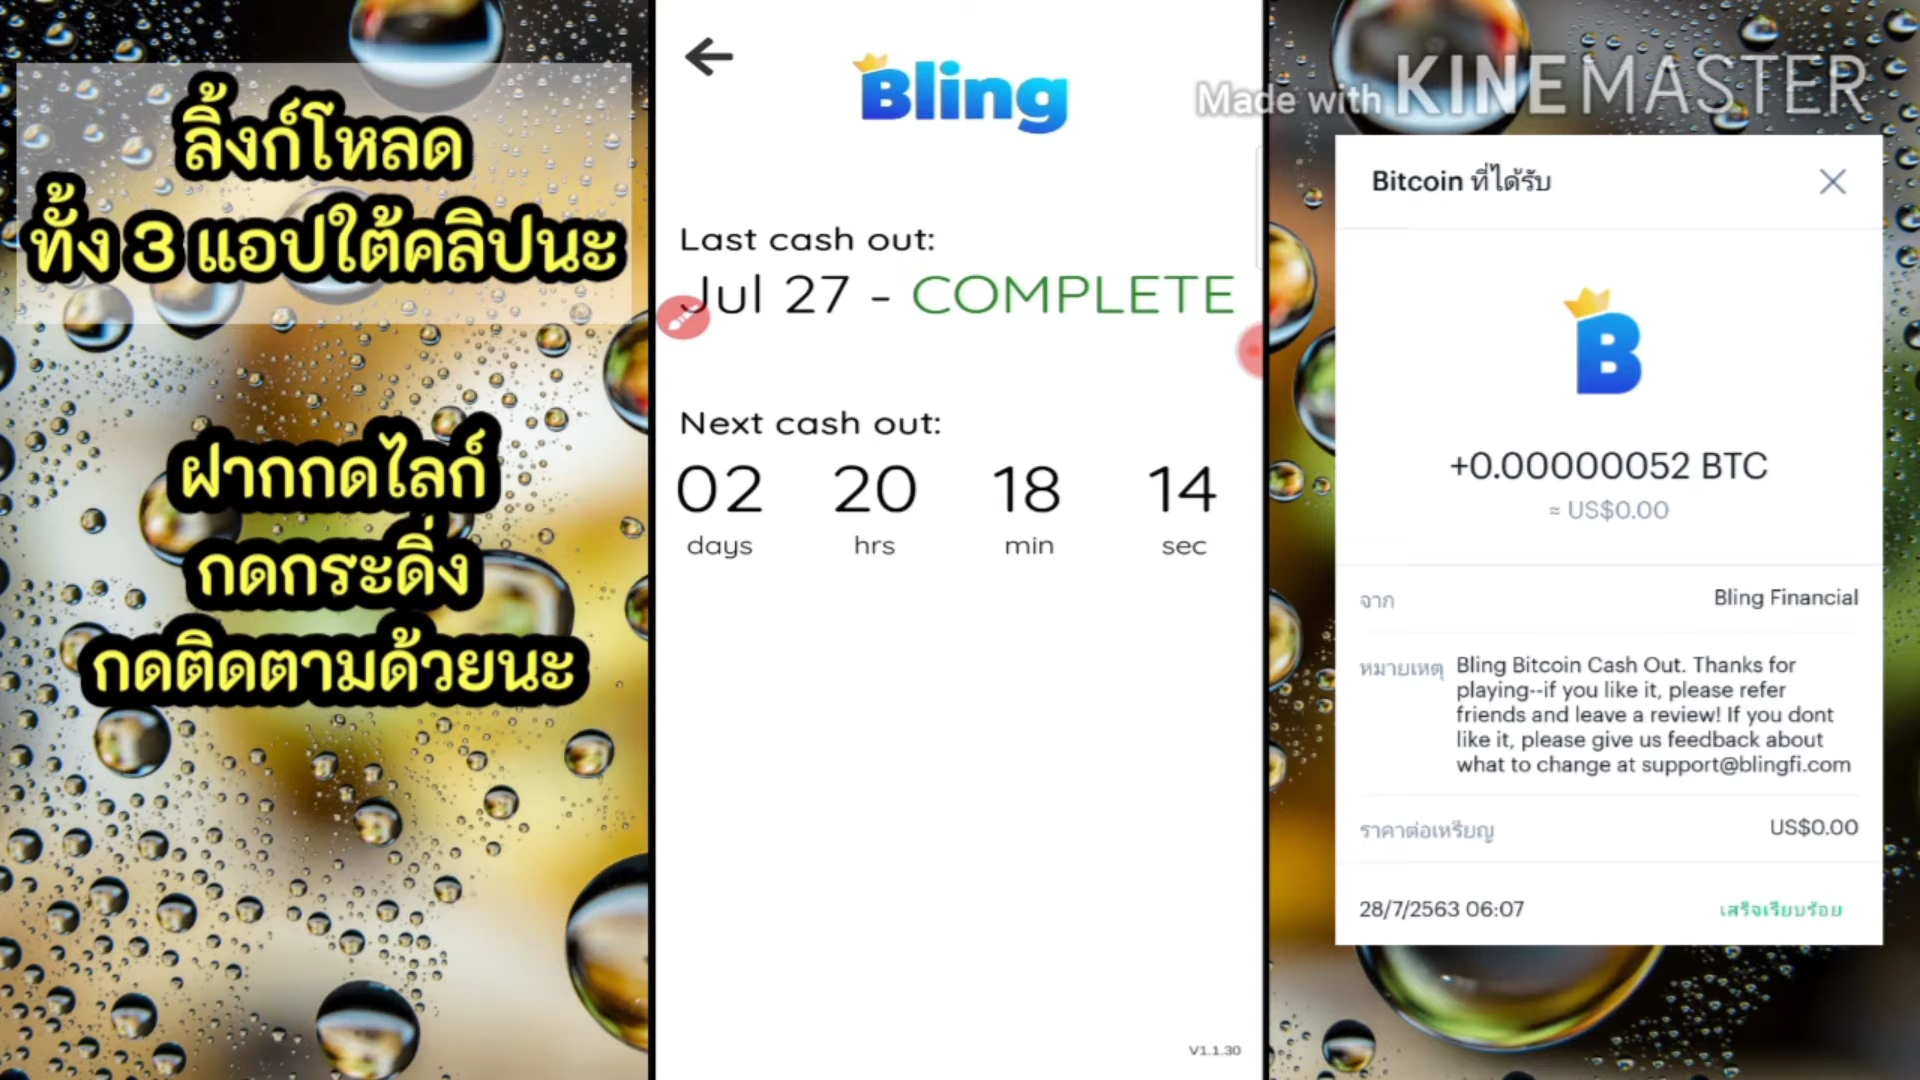 ลิ้งก์โหลด
ทั้ง 3 แอปใต้คลิปนะ
ฝากกดไลก์
กดกระดิ่ง
กดติดตามด้วยนะ
Bling
Last cash out:
Jul 27 - COMPLETE
Next cash out:
02 20 18 14
days hrs min sec
V1.1.30
Made with KINEMASTER
Bitcoin ที่ได้รับ
B
+0.00000052 BTC
≈ US$0.00
จาก Bling Financial
หมายเหตุ Bling Bitcoin Cash Out. Thanks for
playing--if you like it, please refer
friends and leave a review! If you dont
like it, please give us feedback about
what to change at support@blingfi.com
ราคาต่อเหรียญ US$0.00
28/7/2563 06:07 เสร็จเรียบร้อย